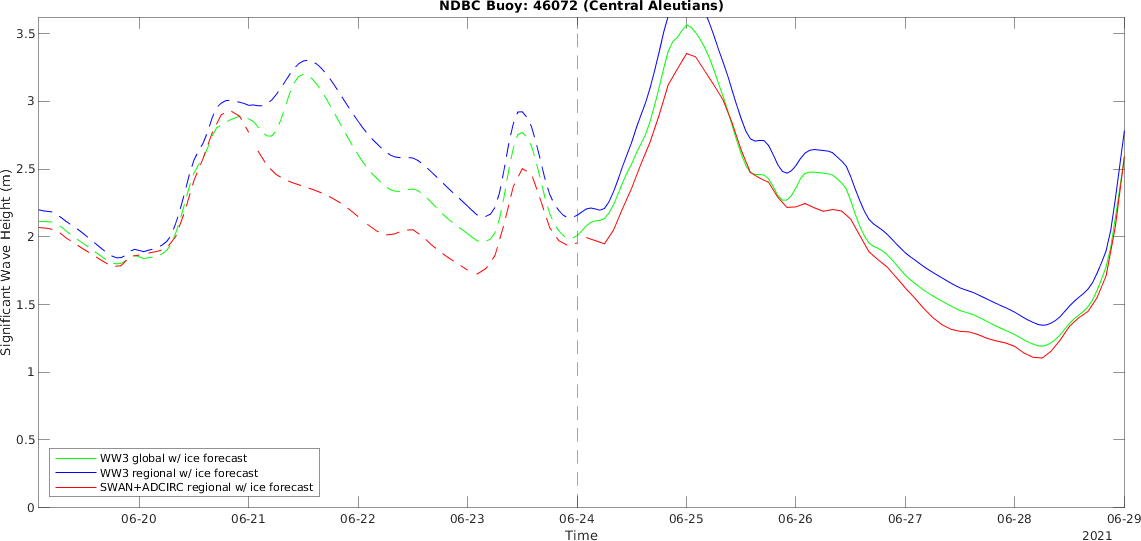 NDBC Buoy: 46072 (Central Aleutians)
3.5
3
2.5
2
1.5
1
0.5
0
Significant Wave Height (m)
WW3 global w/ ice forecast
WW3 regional w/ ice forecast
SWAN+ADCIRC regional w/ ice forecast
06-20 06-21 06-22 06-23 06-24 06-25 06-26 06-27 06-28 06-29
Time
2021